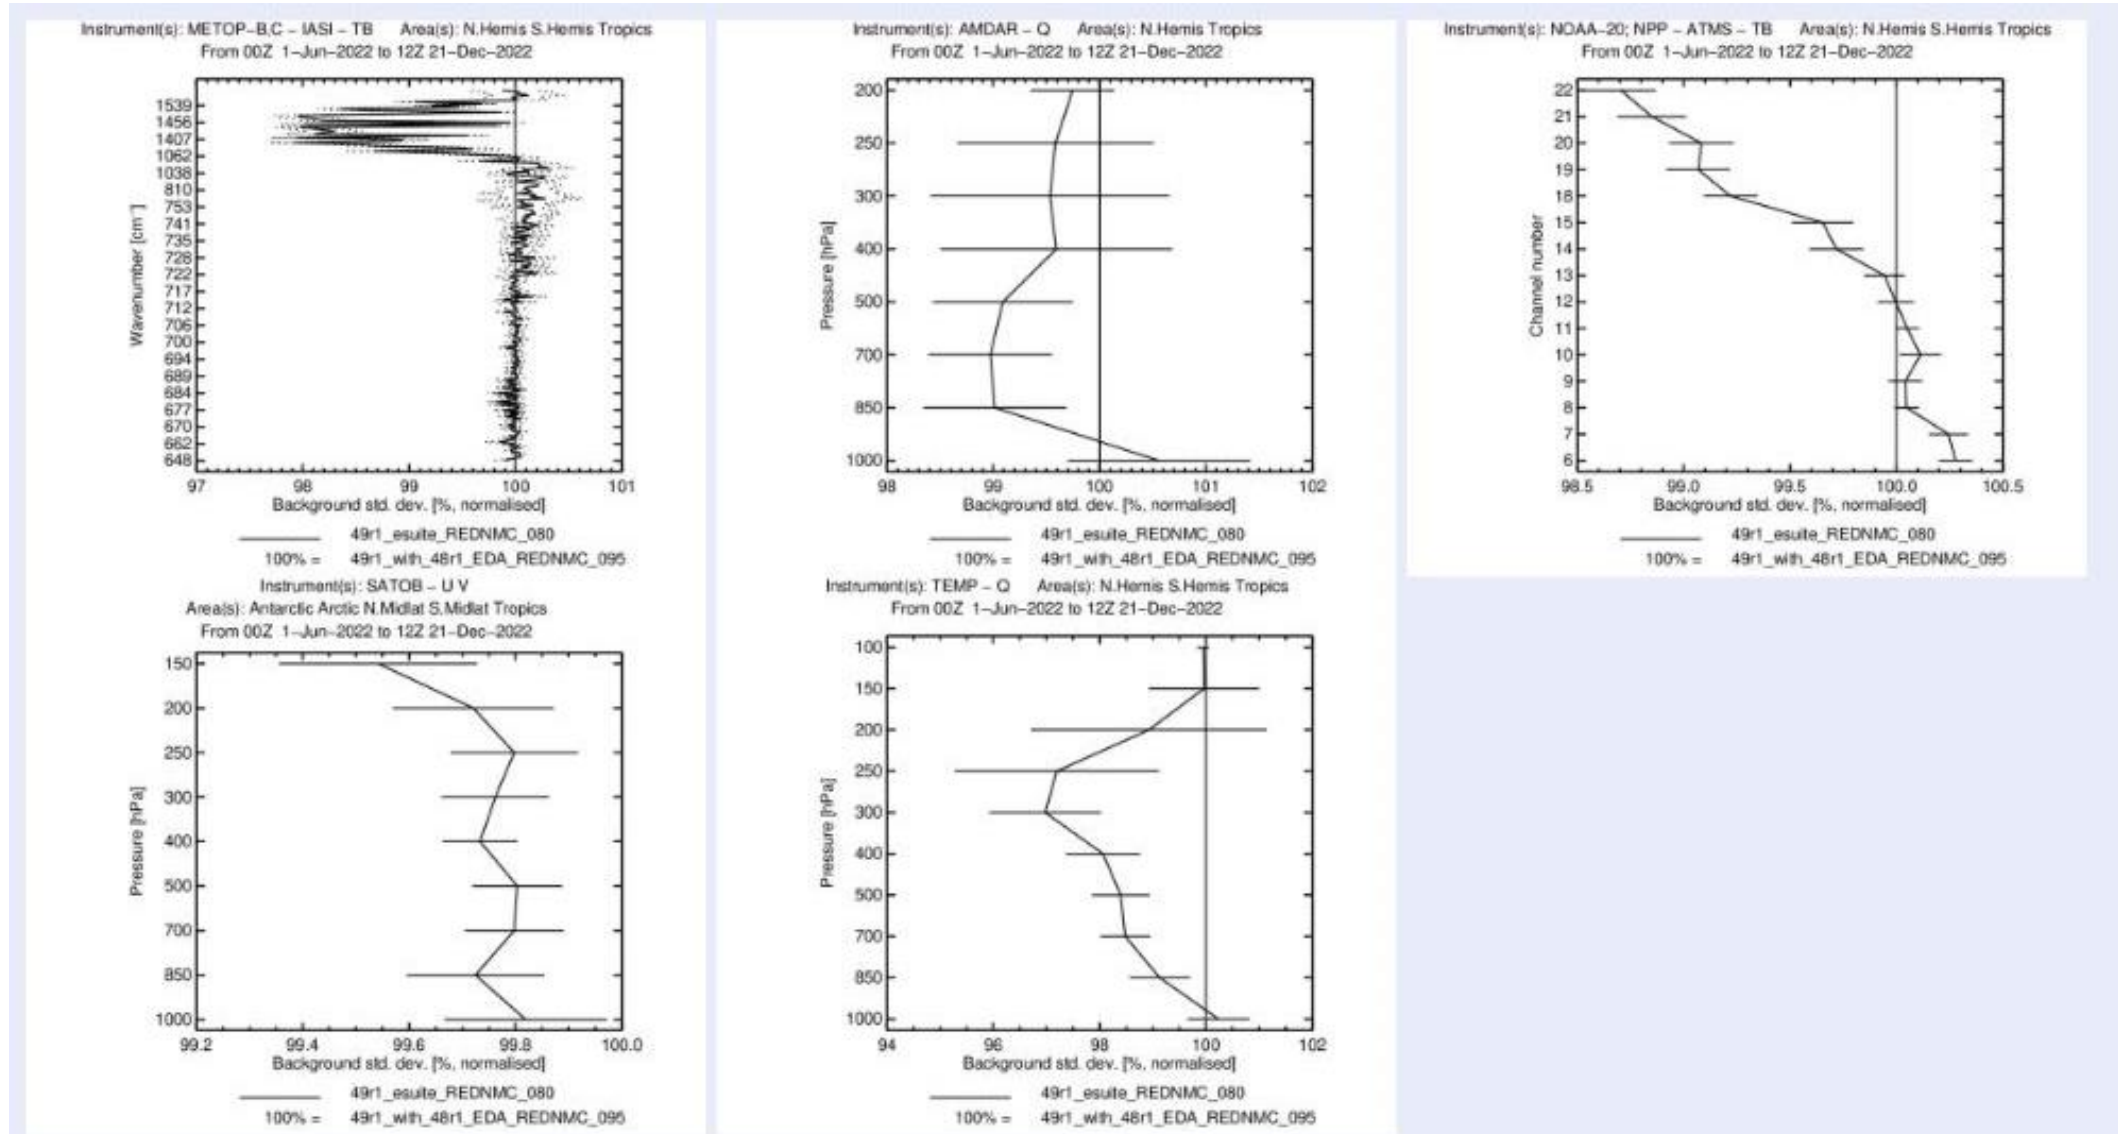 Instrument(s): METOP–B,C – IASI – TB Area(s): N.Hemis S.Hemis Tropics
From 00Z 1–Jun–2022 to 12Z 21–Dec–2022
Wavenumber [cm⁻¹]
1539
1456
1407
1062
1038
810
753
741
735
728
722
717
712
706
700
694
689
684
677
670
662
648
97 98 99 100 101
Background std. dev. [%, normalised]
49r1_esuite_REDNMC_080
100% = 49r1_with_48r1_EDA_REDNMC_095
Instrument(s): AMDAR – Q Area(s): N.Hemis Tropics
From 00Z 1–Jun–2022 to 12Z 21–Dec–2022
Pressure [hPa]
200
250
300
400
500
700
850
1000
98 99 100 101 102
Background std. dev. [%, normalised]
49r1_esuite_REDNMC_080
100% = 49r1_with_48r1_EDA_REDNMC_095
Instrument(s): NOAA–20; NPP – ATMS – TB Area(s): N.Hemis S.Hemis Tropics
From 00Z 1–Jun–2022 to 12Z 21–Dec–2022
Channel number
22
21
20
19
18
15
14
13
12
11
10
9
8
7
6
98.5 99.0 99.5 100.0 100.5
Background std. dev. [%, normalised]
49r1_esuite_REDNMC_080
100% = 49r1_with_48r1_EDA_REDNMC_095
Instrument(s): SATOB – U V
Area(s): Antarctic Arctic N.Midlat S.Midlat Tropics
From 00Z 1–Jun–2022 to 12Z 21–Dec–2022
Pressure [hPa]
150
200
250
300
400
500
700
850
1000
99.2 99.4 99.6 99.8 100.0
Background std. dev. [%, normalised]
49r1_esuite_REDNMC_080
100% = 49r1_with_48r1_EDA_REDNMC_095
Instrument(s): TEMP – Q Area(s): N.Hemis S.Hemis Tropics
From 00Z 1–Jun–2022 to 12Z 21–Dec–2022
Pressure [hPa]
100
150
200
250
300
400
500
700
850
1000
94 96 98 100 102
Background std. dev. [%, normalised]
49r1_esuite_REDNMC_080
100% = 49r1_with_48r1_EDA_REDNMC_095